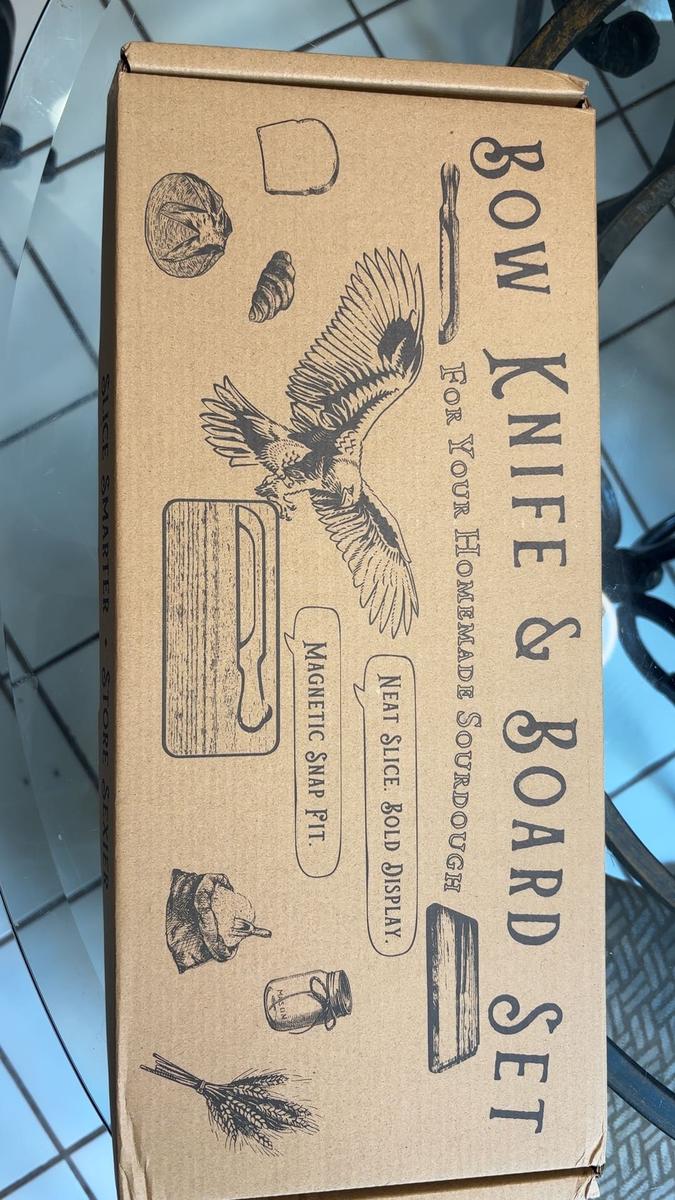 BOW KNIFE & BOARD SET
FOR YOUR HOMEMADE SOURDOUGH
NEAT SLICE. BOLD DISPLAY.
MAGNETIC SNAP FIT.
MASON
SLICE SMARTER • STORE SEXIER